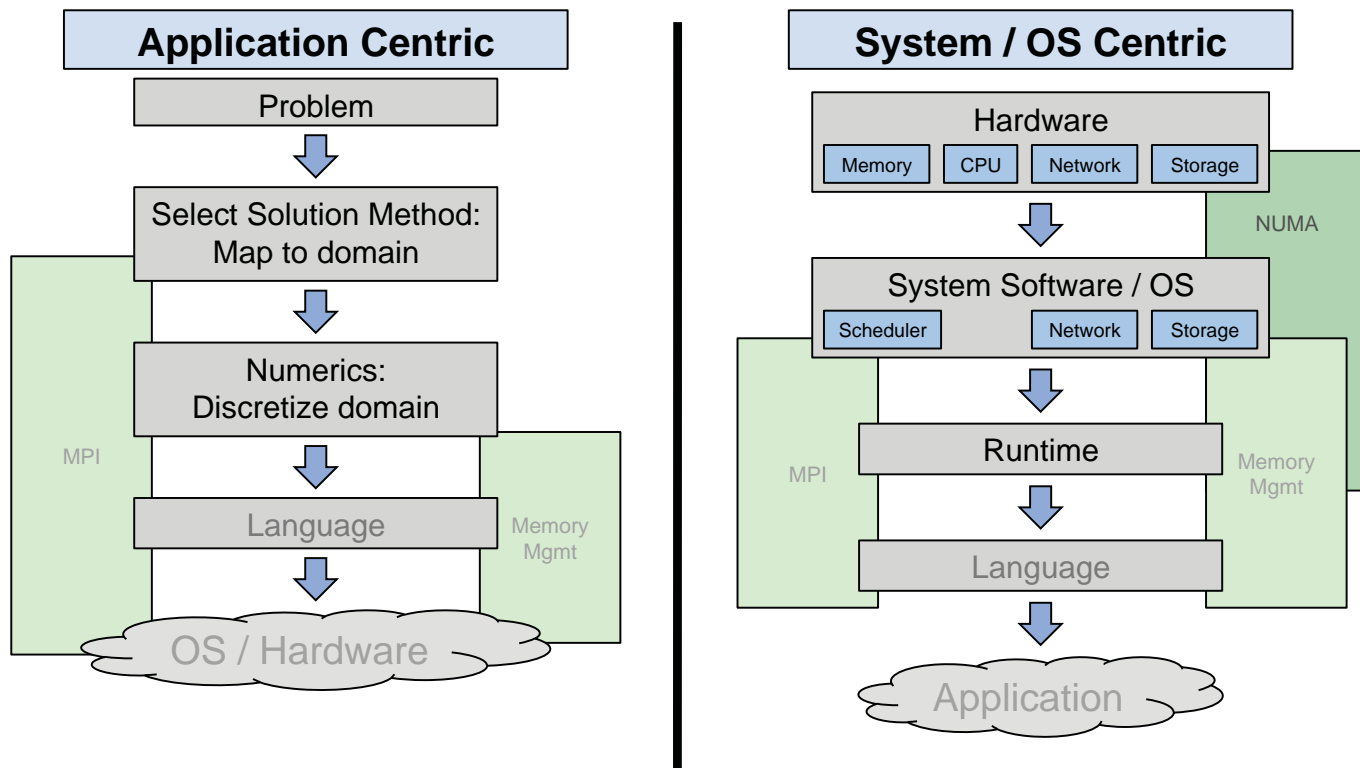 Application Centric
Problem
Select Solution Method:
Map to domain
Numerics:
Discretize domain
MPI
Language
Memory
Mgmt
OS / Hardware
System / OS Centric
Hardware
Memory
CPU
Network
Storage
NUMA
System Software / OS
Scheduler
Network
Storage
Runtime
MPI
Memory
Mgmt
Language
Application